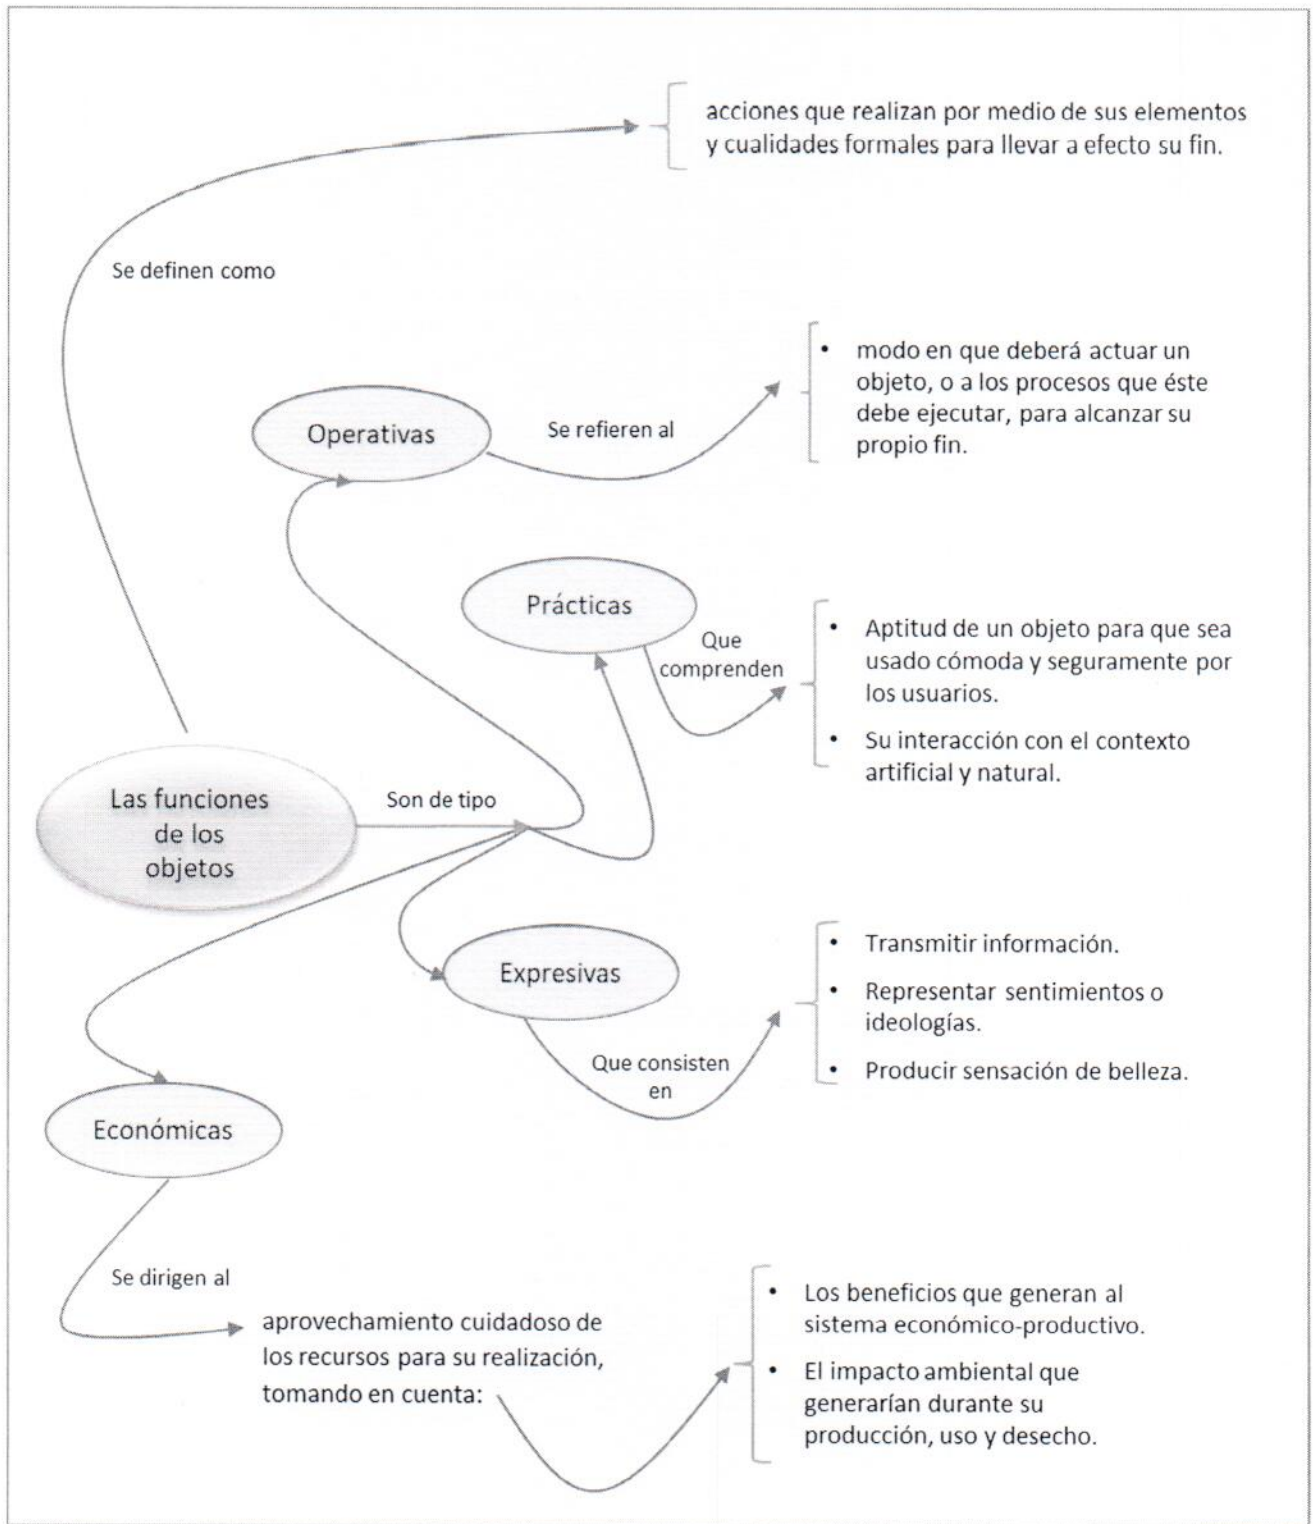 acciones que realizan por medio de sus elementos
y cualidades formales para llevar a efecto su fin.
Se definen como
• modo en que deberá actuar un
objeto, o a los procesos que éste
debe ejecutar, para alcanzar su
propio fin.
Operativas
Se refieren al
Prácticas
Que
comprenden
• Aptitud de un objeto para que sea
usado cómoda y seguramente por
los usuarios.
• Su interacción con el contexto
artificial y natural.
Las funciones
de los
objetos
Son de tipo
Expresivas
Que consisten
en
• Transmitir información.
• Representar sentimientos o
ideologías.
• Producir sensación de belleza.
Económicas
Se dirigen al
aprovechamiento cuidadoso de
los recursos para su realización,
tomando en cuenta:
• Los beneficios que generan al
sistema económico-productivo.
• El impacto ambiental que
generarían durante su
producción, uso y desecho.